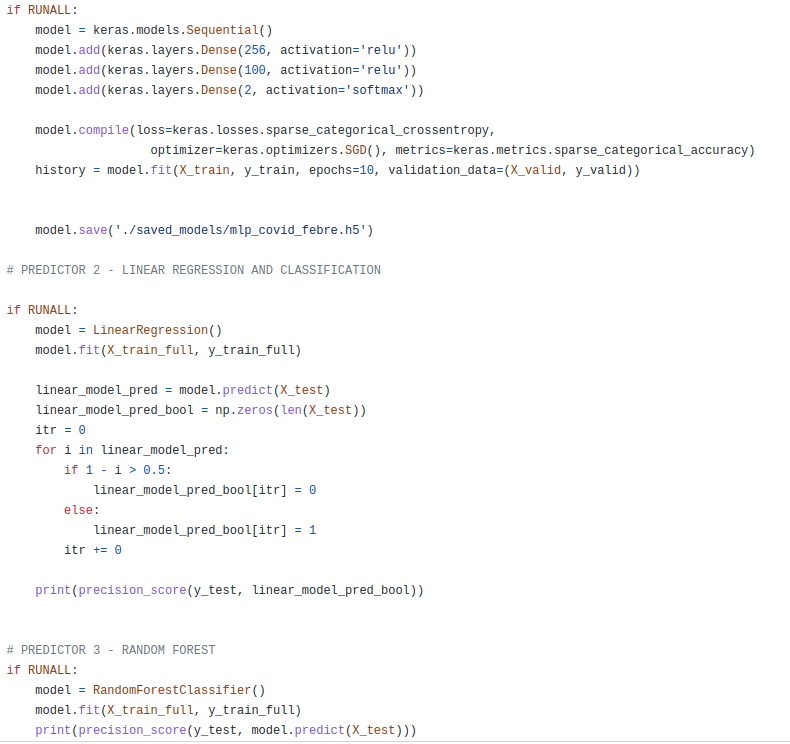 if RUNALL:
    model = keras.models.Sequential()
    model.add(keras.layers.Dense(256, activation='relu'))
    model.add(keras.layers.Dense(100, activation='relu'))
    model.add(keras.layers.Dense(2, activation='softmax'))

    model.compile(loss=keras.losses.sparse_categorical_crossentropy,
                    optimizer=keras.optimizers.SGD(), metrics=keras.metrics.sparse_categorical_accuracy)
    history = model.fit(X_train, y_train, epochs=10, validation_data=(X_valid, y_valid))


    model.save('./saved_models/mlp_covid_febre.h5')

# PREDICTOR 2 - LINEAR REGRESSION AND CLASSIFICATION

if RUNALL:
    model = LinearRegression()
    model.fit(X_train_full, y_train_full)

    linear_model_pred = model.predict(X_test)
    linear_model_pred_bool = np.zeros(len(X_test))
    itr = 0
    for i in linear_model_pred:
        if 1 - i > 0.5:
            linear_model_pred_bool[itr] = 0
        else:
            linear_model_pred_bool[itr] = 1
        itr += 0

    print(precision_score(y_test, linear_model_pred_bool))


# PREDICTOR 3 - RANDOM FOREST
if RUNALL:
    model = RandomForestClassifier()
    model.fit(X_train_full, y_train_full)
    print(precision_score(y_test, model.predict(X_test)))